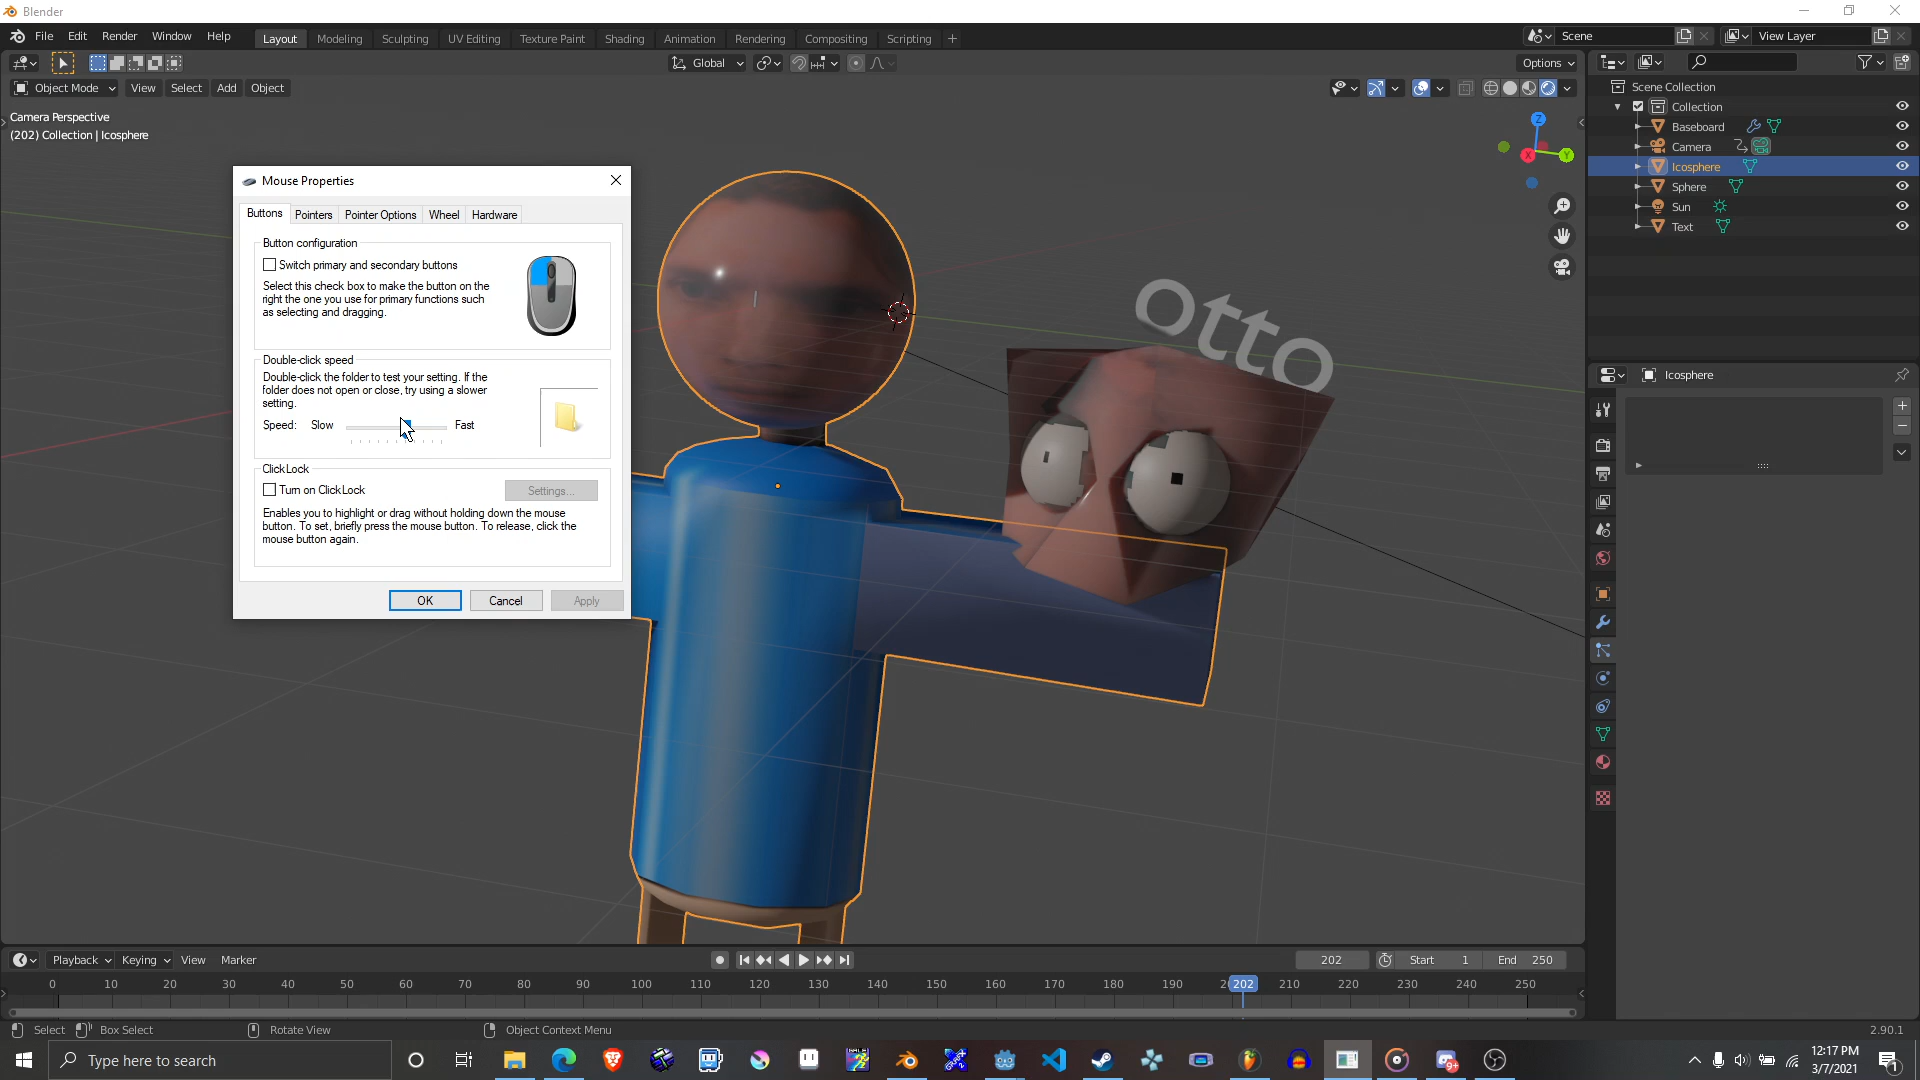 Blender
File Edit Render Window Help Layout Modeling Sculpting UV Editing Texture Paint Shading Animation Rendering Compositing Scripting + Scene View Layer
Global Options
Object Mode View Select Add Object
Camera Perspective
(202) Collection | Icosphere
Scene Collection
Collection
Baseboard
Camera
Icosphere
Sphere
Sun
Text
Z
X
Y
Mouse Properties
Buttons Pointers Pointer Options Wheel Hardware
Button configuration
Switch primary and secondary buttons
Select this check box to make the button on the
right the one you use for primary functions such
as selecting and dragging.
Double-click speed
Double-click the folder to test your setting. If the
folder does not open or close, try using a slower
setting.
Speed: Slow Fast
ClickLock
Turn on ClickLock
Settings...
Enables you to highlight or drag without holding down the mouse
button. To set, briefly press the mouse button. To release, click the
mouse button again.
OK Cancel Apply
otto
Icosphere
Playback Keying View Marker 202 Start 1 End 250
0 10 20 30 40 50 60 70 80 90 100 110 120 130 140 150 160 170 180 190 202 210 220 230 240 250
Select Box Select Rotate View Object Context Menu 2.90.1
Type here to search
12:17 PM
3/7/2021